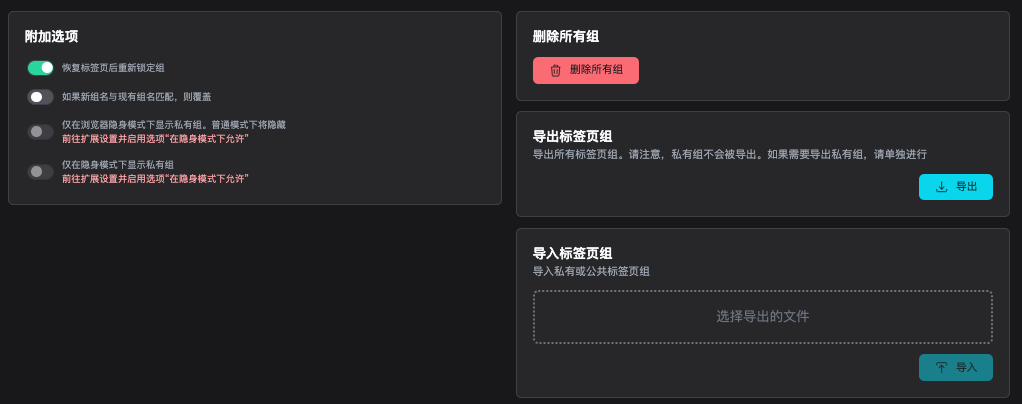 附加选项
恢复标签页后重新锁定组
如果新组名与现有组名匹配，则覆盖
仅在浏览器隐身模式下显示私有组。普通模式下将隐藏
前往扩展设置并启用选项“在隐身模式下允许”
仅在隐身模式下显示私有组
前往扩展设置并启用选项“在隐身模式下允许”
删除所有组
删除所有组
导出标签页组
导出所有标签页组。请注意，私有组不会被导出。如果需要导出私有组，请单独进行
导出
导入标签页组
导入私有或公共标签页组
选择导出的文件
导入